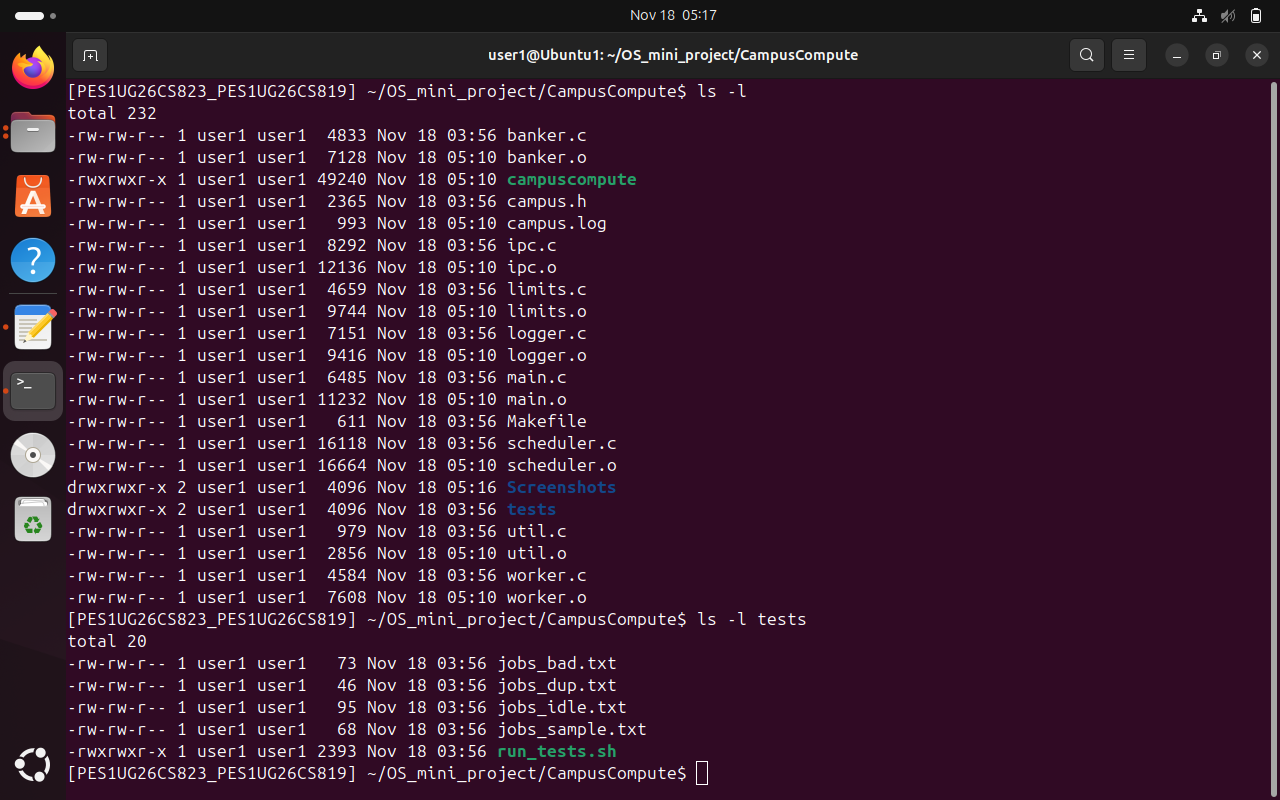 Nov 18 05:17
user1@Ubuntu1: ~/OS_mini_project/CampusCompute
[PES1UG26CS823_PES1UG26CS819] ~/OS_mini_project/CampusCompute$ ls -l
total 232
-rw-rw-r-- 1 user1 user1  4833 Nov 18 03:56 banker.c
-rw-rw-r-- 1 user1 user1  7128 Nov 18 05:10 banker.o
-rwxrwxr-x 1 user1 user1 49240 Nov 18 05:10 campuscompute
-rw-rw-r-- 1 user1 user1  2365 Nov 18 03:56 campus.h
-rw-rw-r-- 1 user1 user1   993 Nov 18 05:10 campus.log
-rw-rw-r-- 1 user1 user1  8292 Nov 18 03:56 ipc.c
-rw-rw-r-- 1 user1 user1 12136 Nov 18 05:10 ipc.o
-rw-rw-r-- 1 user1 user1  4659 Nov 18 03:56 limits.c
-rw-rw-r-- 1 user1 user1  9744 Nov 18 05:10 limits.o
-rw-rw-r-- 1 user1 user1  7151 Nov 18 03:56 logger.c
-rw-rw-r-- 1 user1 user1  9416 Nov 18 05:10 logger.o
-rw-rw-r-- 1 user1 user1  6485 Nov 18 03:56 main.c
-rw-rw-r-- 1 user1 user1 11232 Nov 18 05:10 main.o
-rw-rw-r-- 1 user1 user1   611 Nov 18 03:56 Makefile
-rw-rw-r-- 1 user1 user1 16118 Nov 18 03:56 scheduler.c
-rw-rw-r-- 1 user1 user1 16664 Nov 18 05:10 scheduler.o
drwxrwxr-x 2 user1 user1  4096 Nov 18 05:16 Screenshots
drwxrwxr-x 2 user1 user1  4096 Nov 18 03:56 tests
-rw-rw-r-- 1 user1 user1   979 Nov 18 03:56 util.c
-rw-rw-r-- 1 user1 user1  2856 Nov 18 05:10 util.o
-rw-rw-r-- 1 user1 user1  4584 Nov 18 03:56 worker.c
-rw-rw-r-- 1 user1 user1  7608 Nov 18 05:10 worker.o
[PES1UG26CS823_PES1UG26CS819] ~/OS_mini_project/CampusCompute$ ls -l tests
total 20
-rw-rw-r-- 1 user1 user1   73 Nov 18 03:56 jobs_bad.txt
-rw-rw-r-- 1 user1 user1   46 Nov 18 03:56 jobs_dup.txt
-rw-rw-r-- 1 user1 user1   95 Nov 18 03:56 jobs_idle.txt
-rw-rw-r-- 1 user1 user1   68 Nov 18 03:56 jobs_sample.txt
-rwxrwxr-x 1 user1 user1 2393 Nov 18 03:56 run_tests.sh
[PES1UG26CS823_PES1UG26CS819] ~/OS_mini_project/CampusCompute$